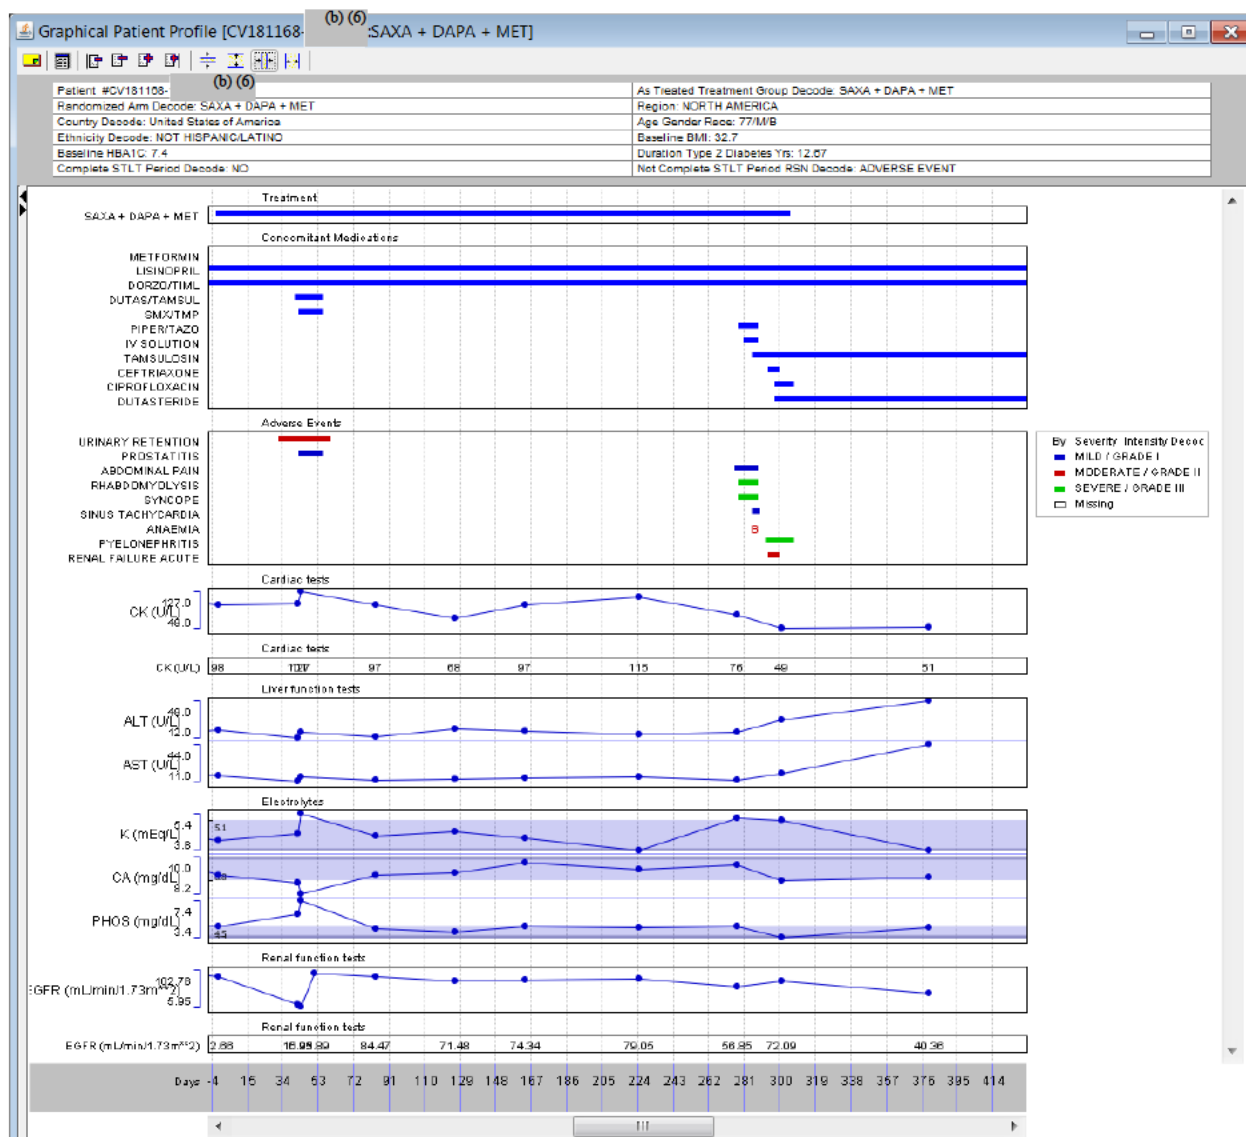 (b) (6)
Graphical Patient Profile [CV181168- :SAXA + DAPA + MET]
(b) (6)
Patient #CV181168- As Treated Treatment Group Decode: SAXA + DAPA + MET
Randomized Arm Decode: SAXA + DAPA + MET Region: NORTH AMERICA
Country Decode: United States of America Age Gender Race: 77/M/B
Ethnicity Decode: NOT HISPANIC/LATINO Baseline BMI: 32.7
Baseline HBA1C: 7.4 Duration Type 2 Diabetes Yrs: 12.67
Complete STLT Period Decode: NO Not Complete STLT Period RSN Decode: ADVERSE EVENT
Treatment
SAXA + DAPA + MET
Concomitant Medications
METFORMIN
LISINOPRIL
DORZO/TIML
DUTAS/TAMSUL
SMX/TMP
PIPER/TAZO
IV SOLUTION
TAMSULOSIN
CEFTRIAXONE
CIPROFLOXACIN
DUTASTERIDE
Adverse Events
URINARY RETENTION
PROSTATITIS
ABDOMINAL PAIN
RHABDOMYOLYSIS
SYNCOPE
SINUS TACHYCARDIA
ANAEMIA B
PYELONEPHRITIS
RENAL FAILURE ACUTE
By Severity Intensity Decoc
MILD / GRADE I
MODERATE / GRADE II
SEVERE / GRADE III
Missing
Cardiac tests
127.0
CK (U/L)
Cardiac tests
CK (U/L) 98 97 68 97 115 76 49 51
Liver function tests
ALT (U/L)
12.0
44.0
AST (U/L)
11.0
Electrolytes
5.1
K (mEq/L)
10.0
CA (mg/dL)
8.2
7.4
PHOS (mg/dL)
3.4
4.5
Renal function tests
102.78
EGFR (mL/min/1.73m**2)
5.95
Renal function tests
EGFR (mL/min/1.73m**2) 2.66 84.47 71.48 74.34 79.05 56.95 72.09 40.36
Days -4 15 34 53 72 91 110 129 148 167 186 205 224 243 262 281 300 319 338 357 376 395 414